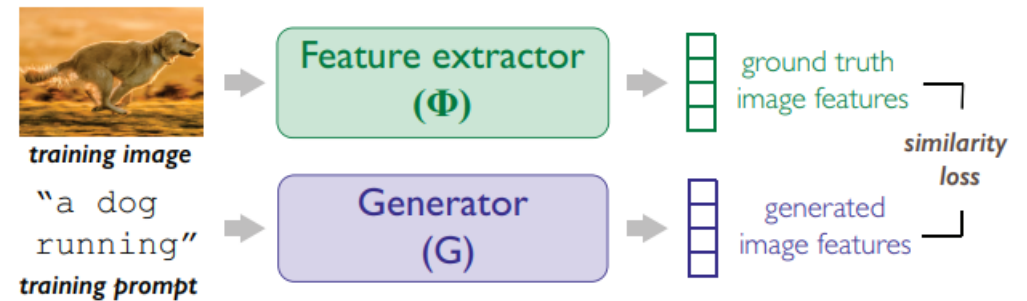 training image
Feature extractor
(Φ)
ground truth
image features
similarity
loss
“a dog
running”
training prompt
Generator
(G)
generated
image features